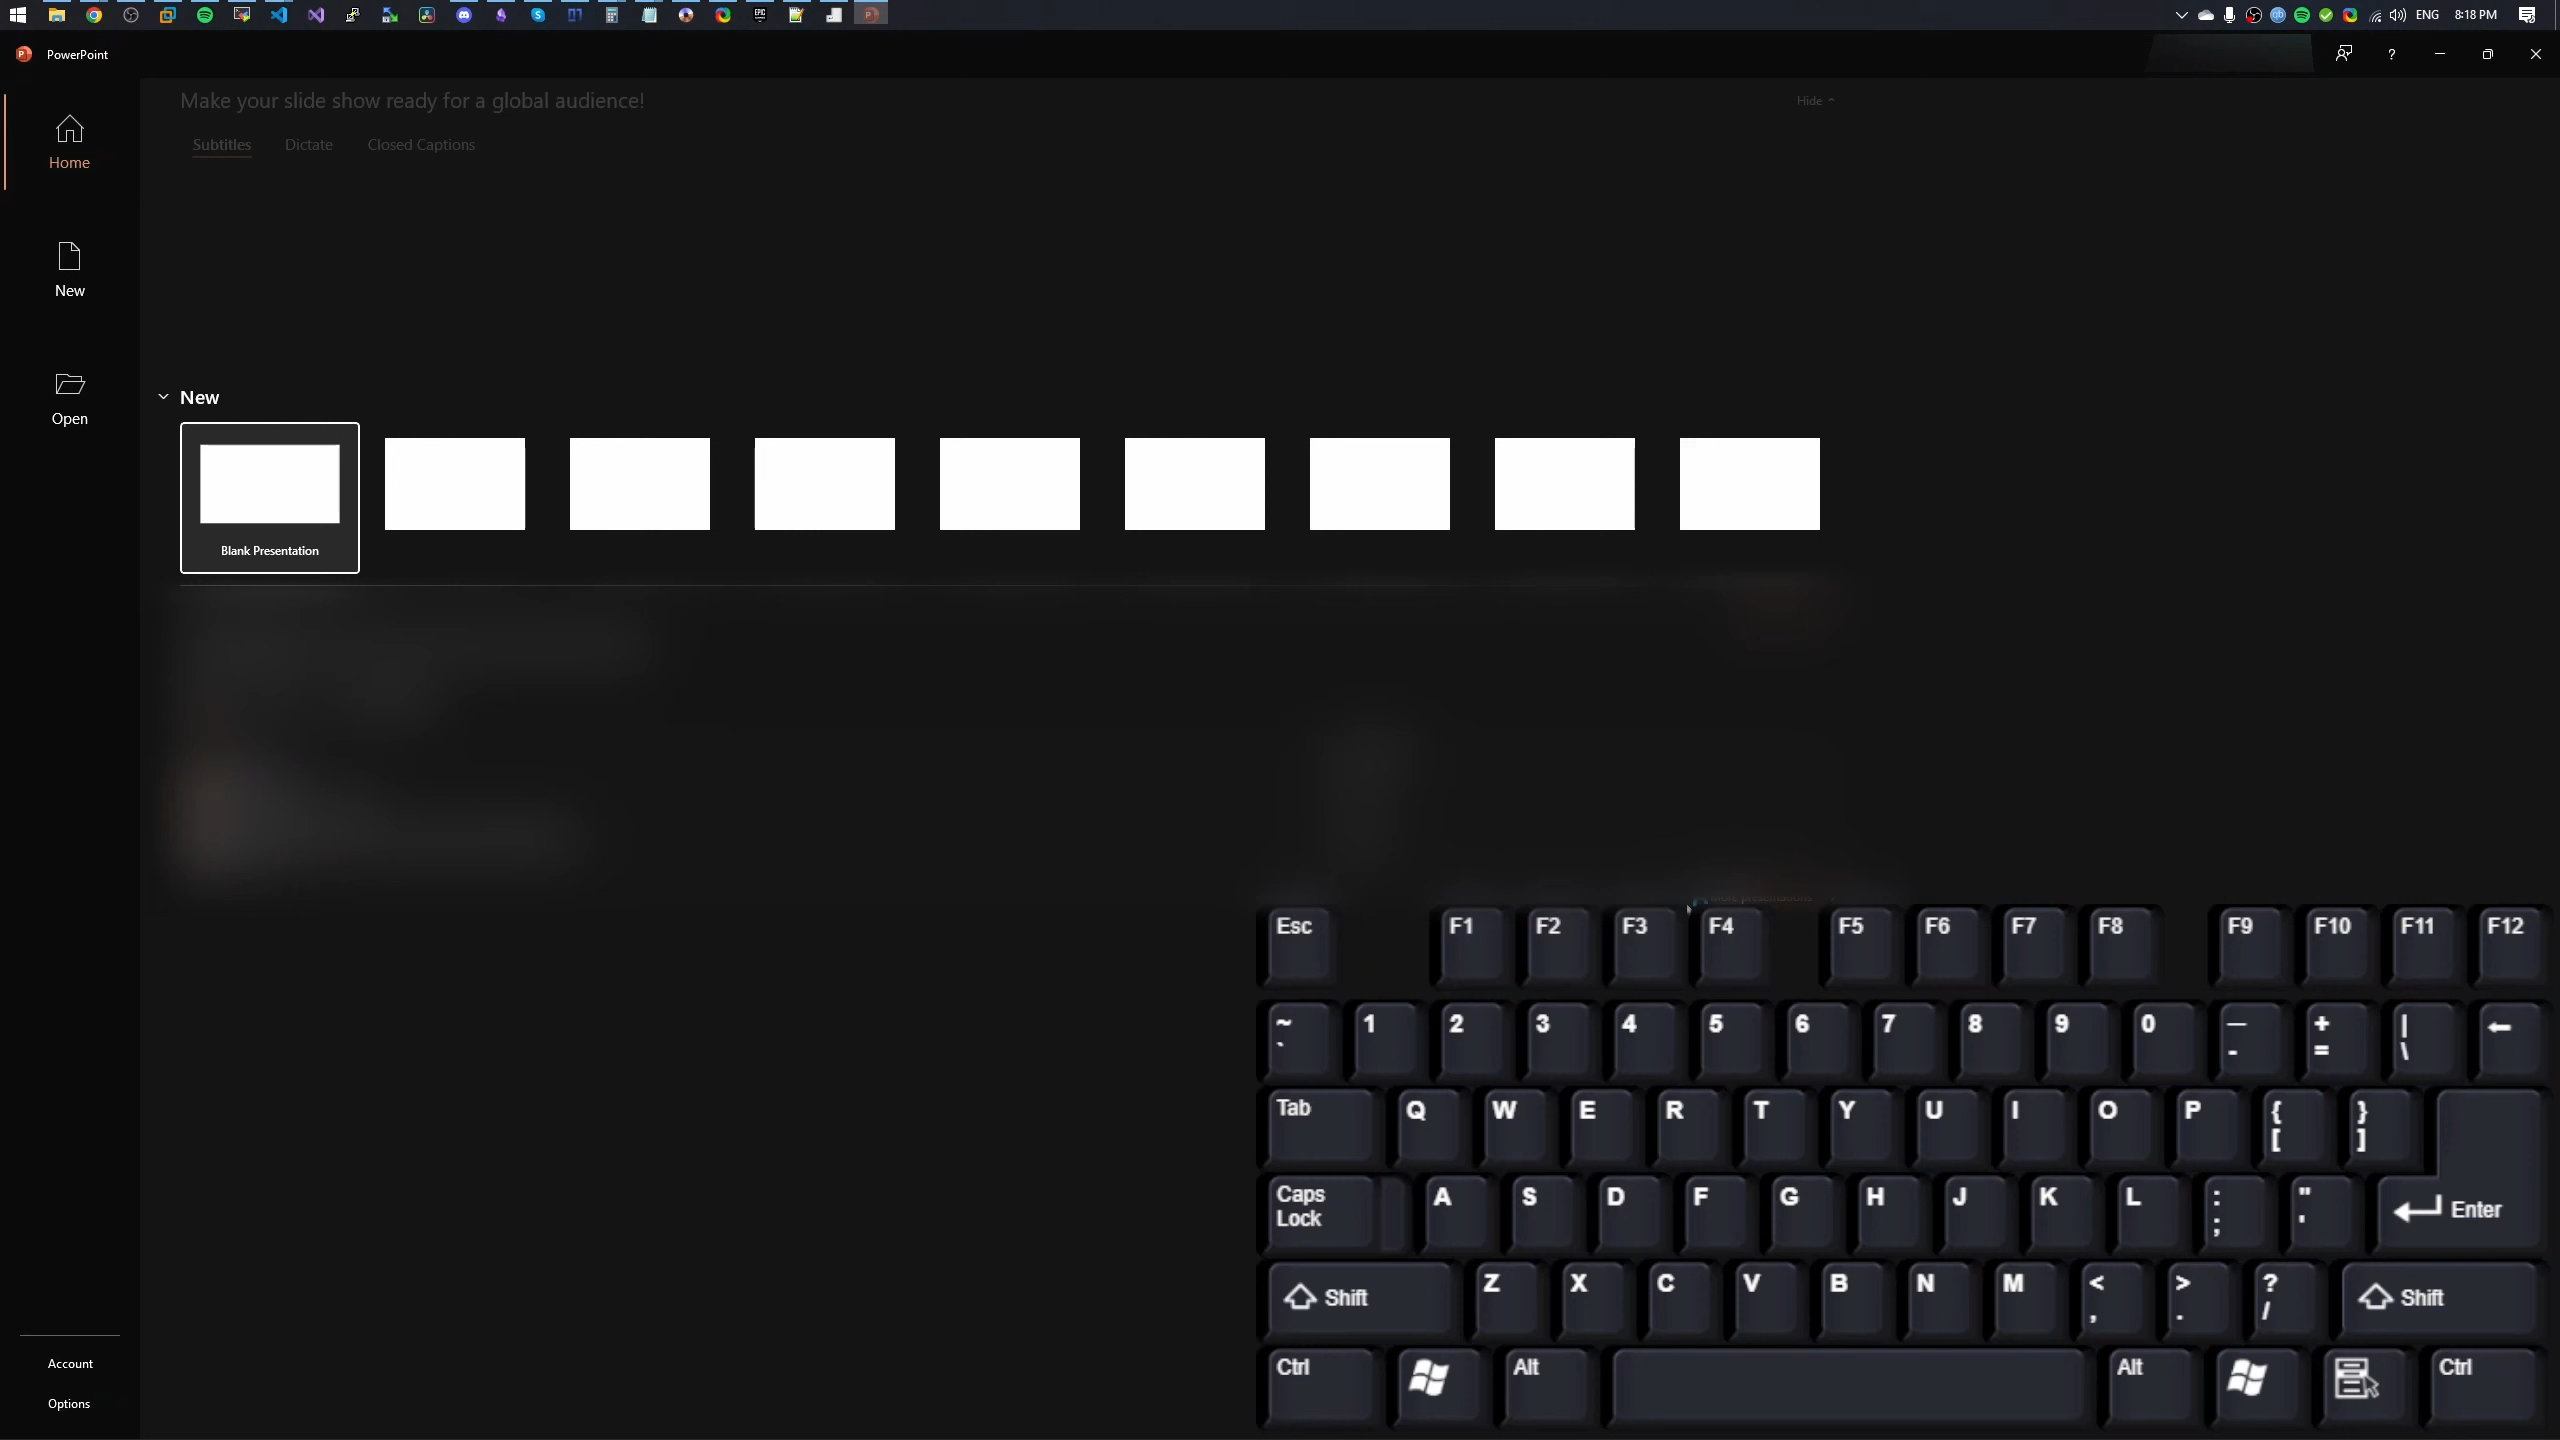 ENG 8:18 PM
PowerPoint
?
Make your slide show ready for a global audience!
Hide
Subtitles Dictate Closed Captions
Home
New
Open
New
Blank Presentation
More presentations
Esc F1 F2 F3 F4 F5 F6 F7 F8 F9 F10 F11 F12
~ ` 1 2 3 4 5 6 7 8 9 0 — - + = | \ ←
Tab Q W E R T Y U I O P { [ } ]
Caps Lock A S D F G H J K L : ; " ' Enter
Shift Z X C V B N M < , > . ? / Shift
Ctrl Alt Alt Ctrl
Account
Options